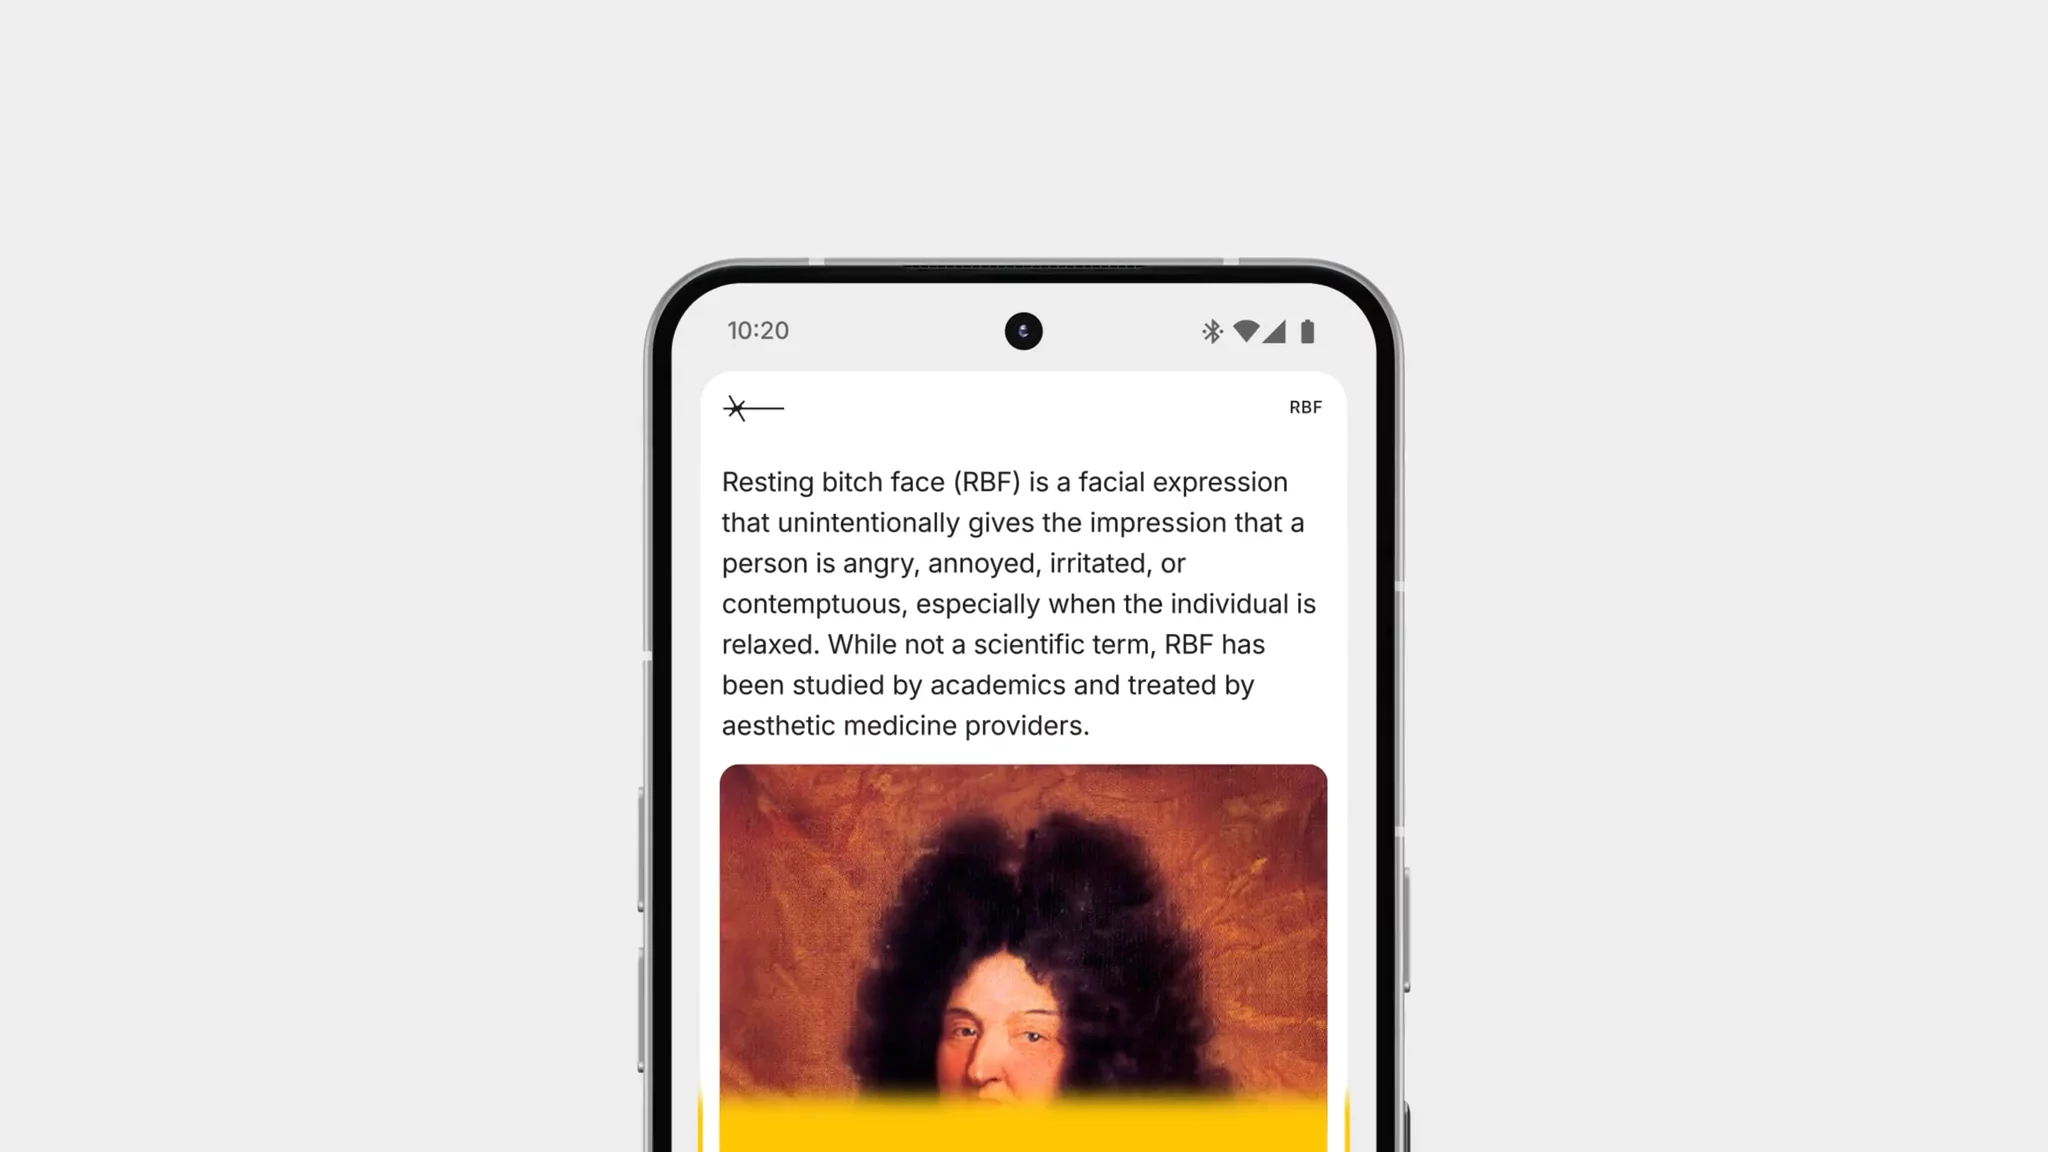 10:20
RBF
Resting bitch face (RBF) is a facial expression
that unintentionally gives the impression that a
person is angry, annoyed, irritated, or
contemptuous, especially when the individual is
relaxed. While not a scientific term, RBF has
been studied by academics and treated by
aesthetic medicine providers.